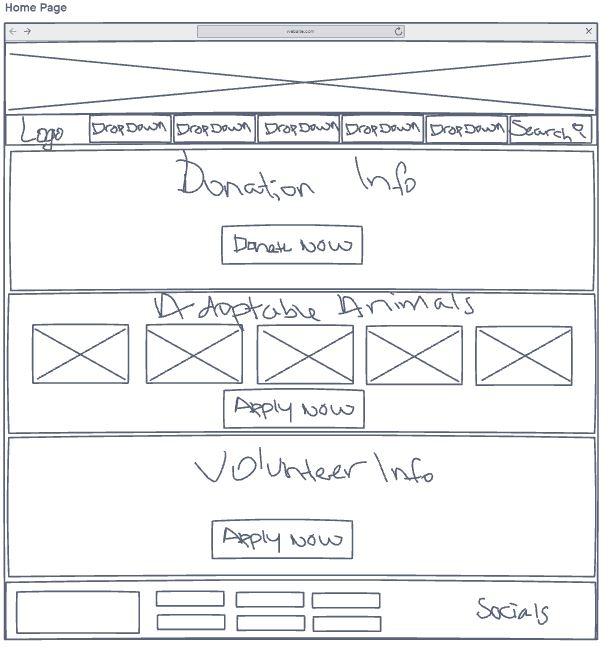 Home Page
website.com
Logo DropDown DropDown DropDown DropDown DropDown Search
Donation Info
Donate Now
Adoptable Animals
Apply Now
Volunteer Info
Apply Now
Socials